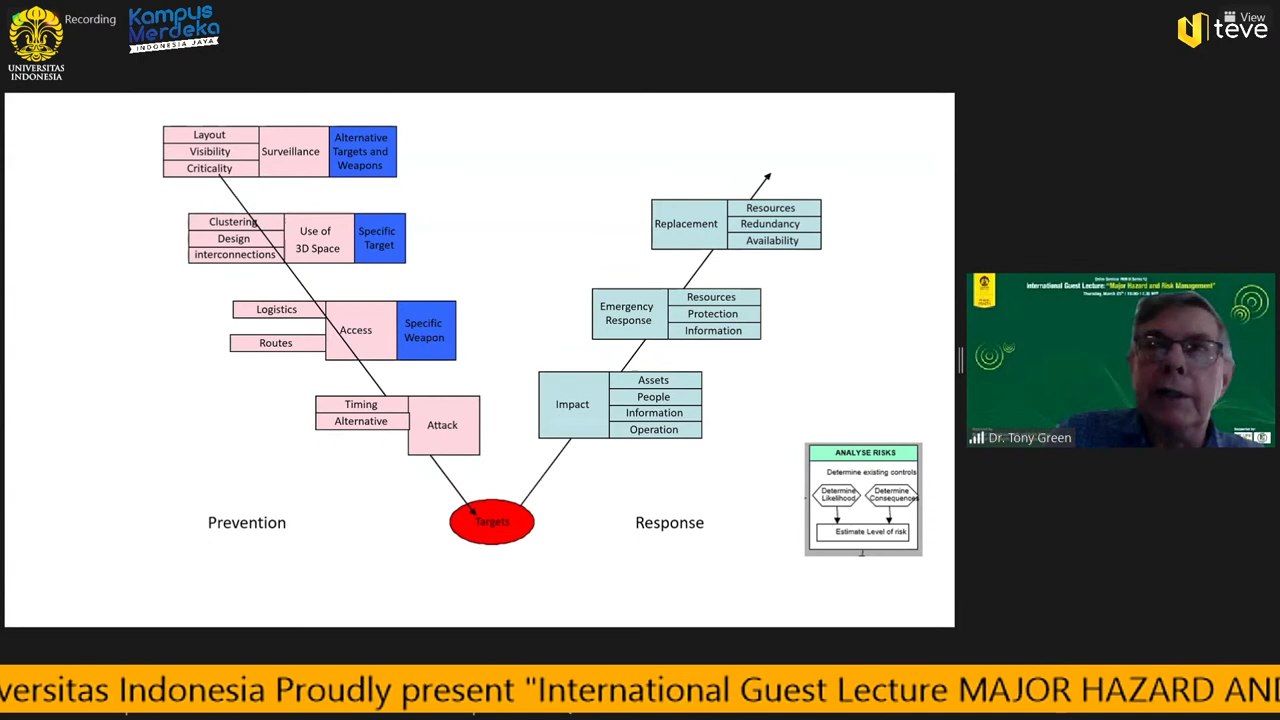 Recording
UNIVERSITAS
INDONESIA
Kampus
Merdeka
INDONESIA JAYA
View
teve
Layout
Visibility
Criticality
Surveillance
Alternative
Targets and
Weapons
Clustering
Design
interconnections
Use of
3D Space
Specific
Target
Logistics
Routes
Access
Specific
Weapon
Timing
Alternative
Attack
Targets
Prevention
Response
Replacement
Resources
Redundancy
Availability
Emergency
Response
Resources
Protection
Information
Impact
Assets
People
Information
Operation
ANALYSE RISKS
Determine existing controls
Determine
Likelihood
Determine
Consequences
Estimate Level of risk
International Guest Lecture: "Major Hazard and Risk Management"
Dr. Tony Green
versitas Indonesia Proudly present "International Guest Lecture MAJOR HAZARD AND